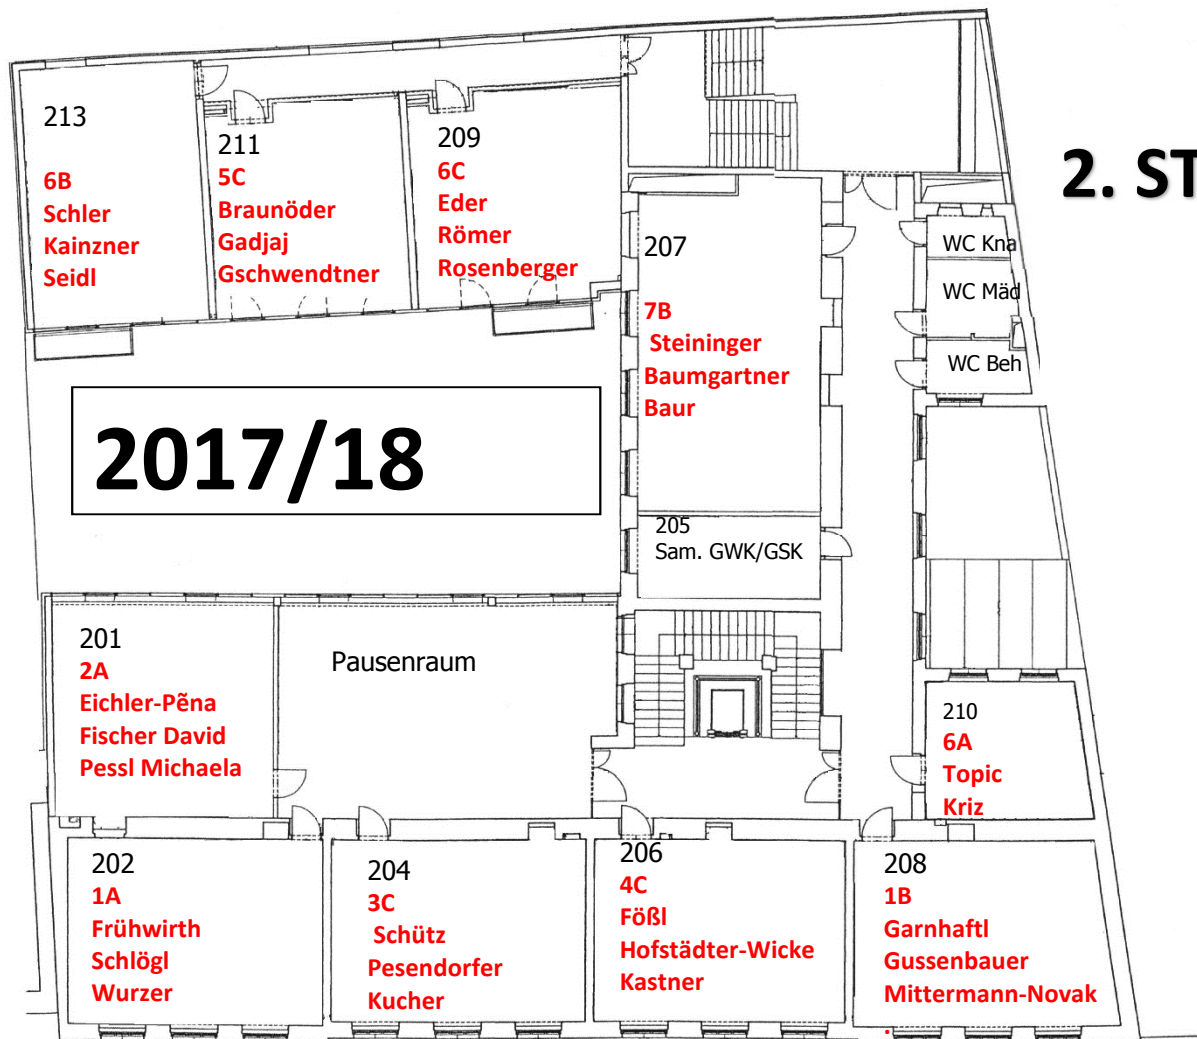 2. ST
213
6B
Schler
Kainzner
Seidl
211
5C
Braunöder
Gadjaj
Gschwendtner
209
6C
Eder
Römer
Rosenberger
207
7B
Steininger
Baumgartner
Baur
WC Kna
WC Mäd
WC Beh
2017/18
205
Sam. GWK/GSK
201
2A
Eichler-Pẽna
Fischer David
Pessl Michaela
Pausenraum
210
6A
Topic
Kriz
202
1A
Frühwirth
Schlögl
Wurzer
204
3C
Schütz
Pesendorfer
Kucher
206
4C
Fößl
Hofstädter-Wicke
Kastner
208
1B
Garnhaftl
Gussenbauer
Mittermann-Novak